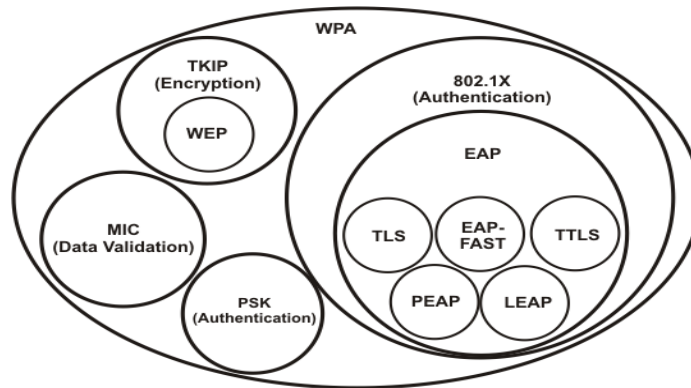 WPA
TKIP
(Encryption)
WEP
802.1X
(Authentication)
EAP
MIC
(Data Validation)
TLS
EAP-
FAST
TTLS
PSK
(Authentication)
PEAP
LEAP